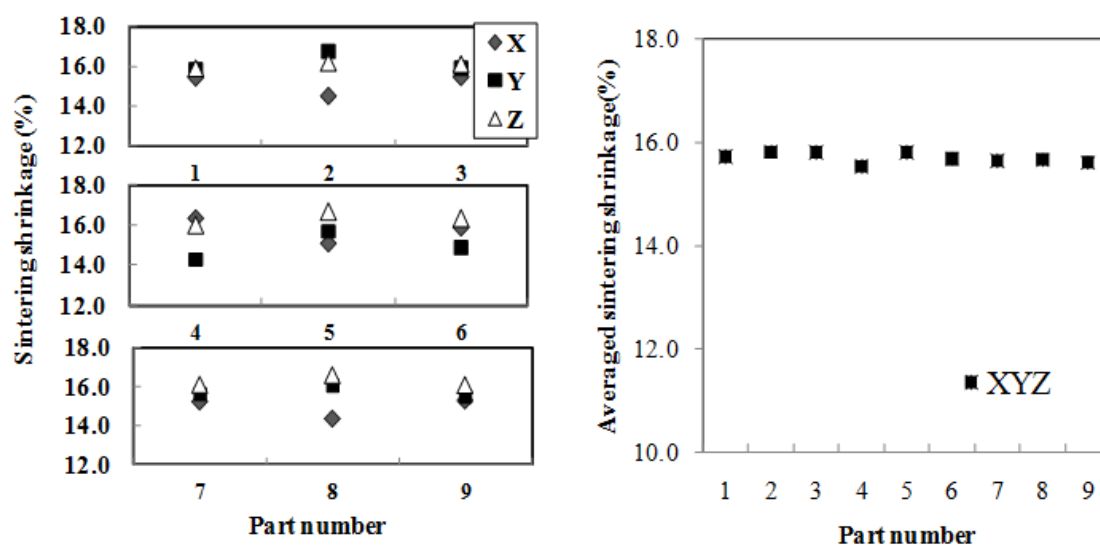 Sintering shrinkage (%)
18.0
16.0
14.0
12.0
X
Y
Z
1 2 3
18.0
16.0
14.0
12.0
4 5 6
18.0
16.0
14.0
12.0
7 8 9
Part number
Averaged sintering shrinkage(%)
18.0
16.0
14.0
12.0
10.0
XYZ
1 2 3 4 5 6 7 8 9
Part number